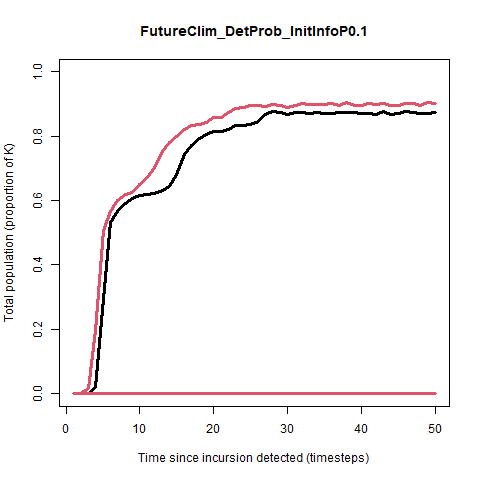 FutureClim_DetProb_InitInfoP0.1
Total population (proportion of K)
1.0
0.8
0.6
0.4
0.2
0.0
0 10 20 30 40 50
Time since incursion detected (timesteps)